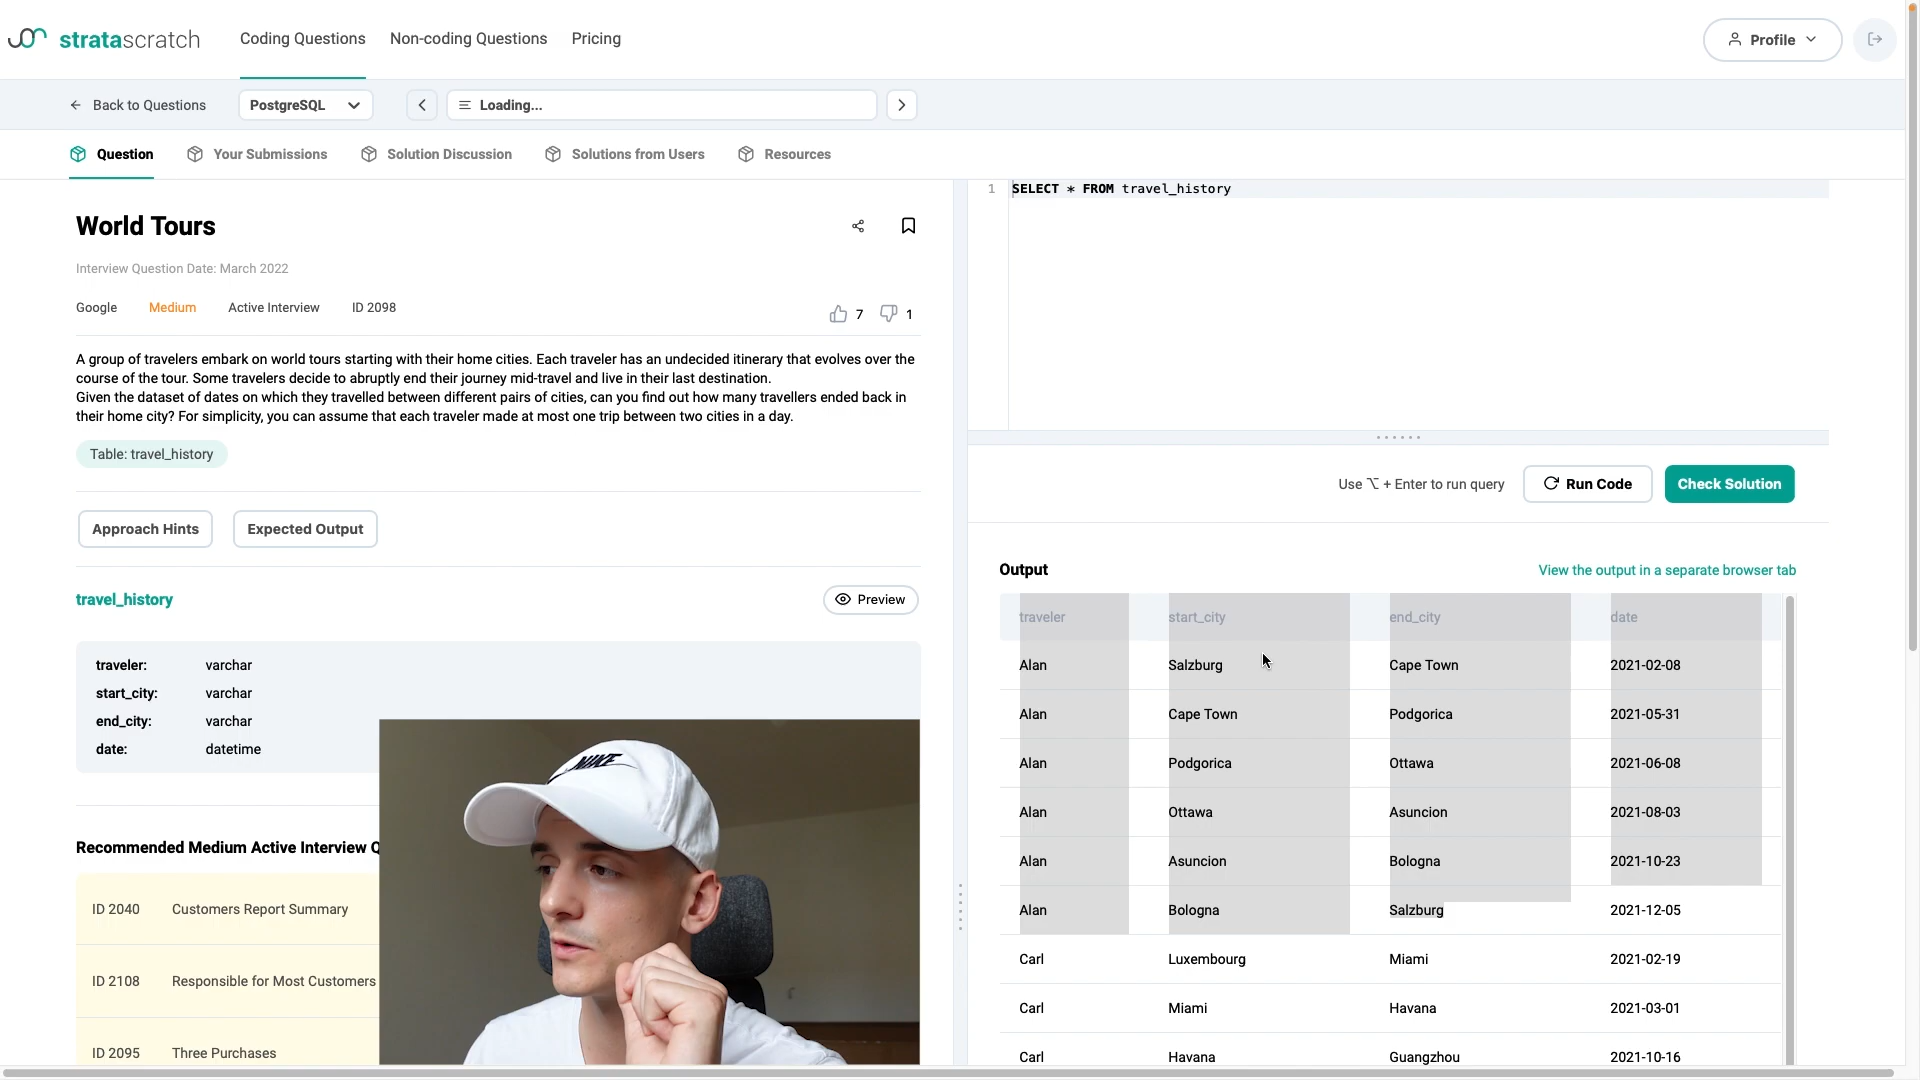 stratascratch
Coding Questions
Non-coding Questions
Pricing
Profile
Back to Questions
PostgreSQL
Loading...
Question
Your Submissions
Solution Discussion
Solutions from Users
Resources
World Tours
Interview Question Date: March 2022
Google
Medium
Active Interview
ID 2098
7
1
A group of travelers embark on world tours starting with their home cities. Each traveler has an undecided itinerary that evolves over the
course of the tour. Some travelers decide to abruptly end their journey mid-travel and live in their last destination.
Given the dataset of dates on which they travelled between different pairs of cities, can you find out how many travellers ended back in
their home city? For simplicity, you can assume that each traveler made at most one trip between two cities in a day.
Table: travel_history
Approach Hints
Expected Output
travel_history
Preview
traveler: varchar
start_city: varchar
end_city: varchar
date: datetime
Recommended Medium Active Interview Q
ID 2040 Customers Report Summary
ID 2108 Responsible for Most Customers
ID 2095 Three Purchases
NIKE
1 SELECT * FROM travel_history
Use ⌥ + Enter to run query
Run Code
Check Solution
Output
View the output in a separate browser tab
traveler start_city end_city date
Alan Salzburg Cape Town 2021-02-08
Alan Cape Town Podgorica 2021-05-31
Alan Podgorica Ottawa 2021-06-08
Alan Ottawa Asuncion 2021-08-03
Alan Asuncion Bologna 2021-10-23
Alan Bologna Salzburg 2021-12-05
Carl Luxembourg Miami 2021-02-19
Carl Miami Havana 2021-03-01
Carl Havana Guangzhou 2021-10-16